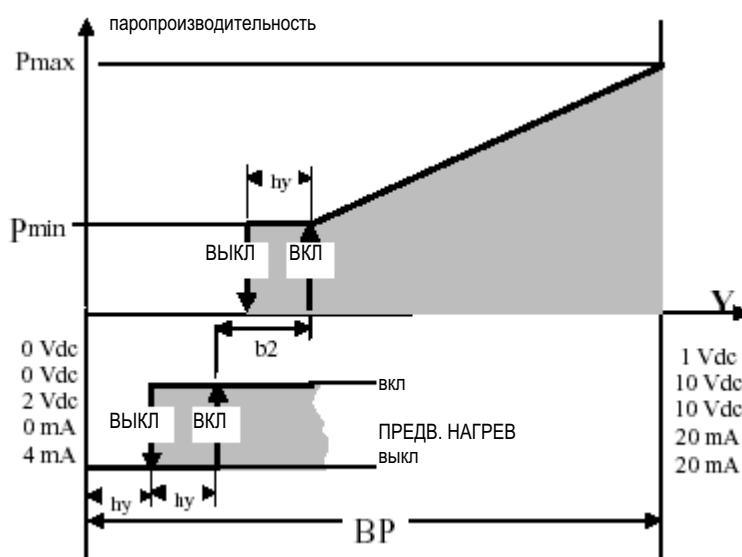 паропроизводительность
Pmax
hy
Pmin
ВЫКЛ
ВКЛ
Y
b2
0 Vdc
0 Vdc
2 Vdc
0 mA
4 mA
1 Vdc
10 Vdc
10 Vdc
20 mA
20 mA
вкл
ВЫКЛ
ВКЛ
ПРЕДВ. НАГРЕВ
выкл
hy
hy
BP